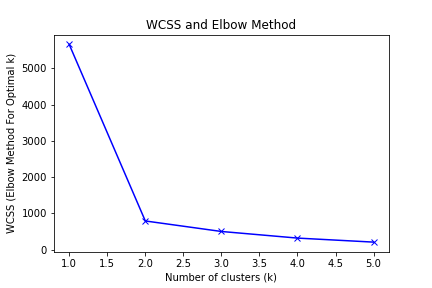 WCSS and Elbow Method
WCSS (Elbow Method For Optimal k)
5000
4000
3000
2000
1000
0
1.0 1.5 2.0 2.5 3.0 3.5 4.0 4.5 5.0
Number of clusters (k)